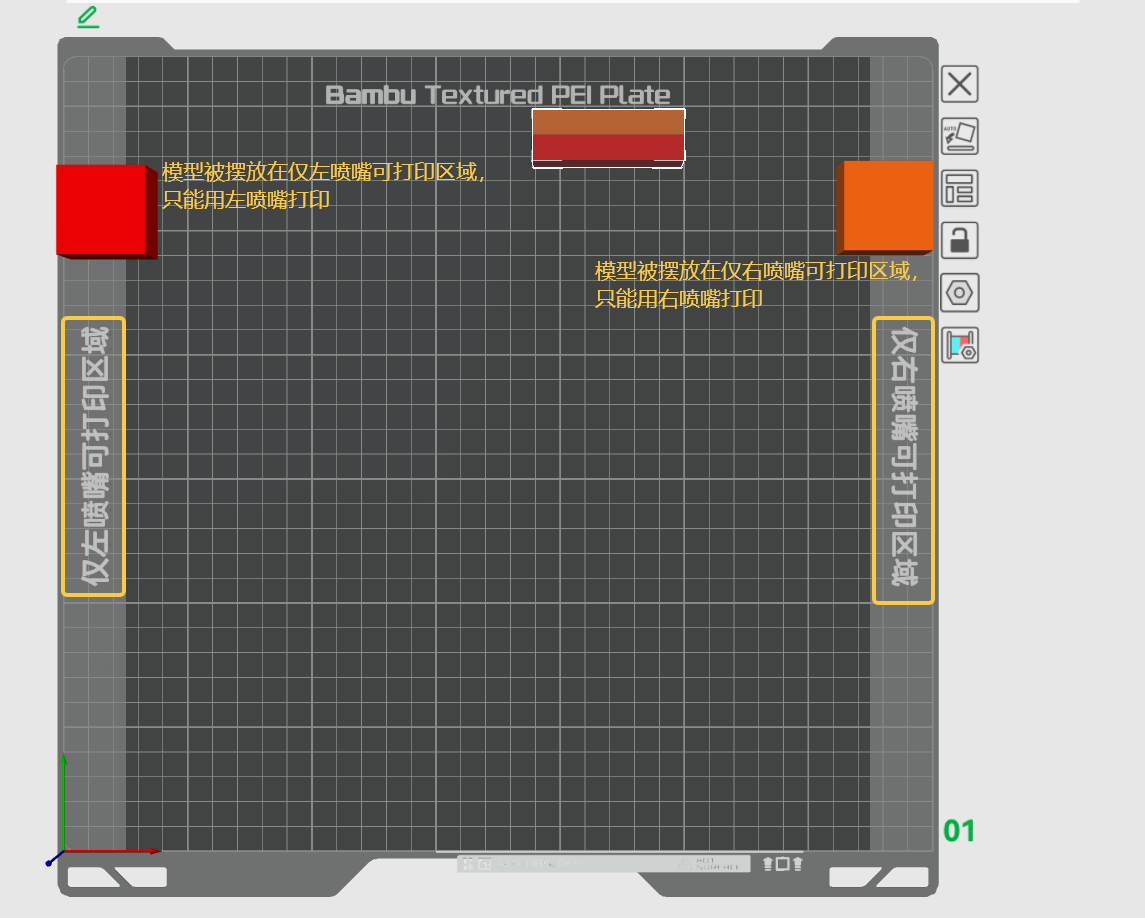 Bambu Textured PEI Plate
模型被摆放在仅左喷嘴可打印区域,
只能用左喷嘴打印
模型被摆放在仅右喷嘴可打印区域,
只能用右喷嘴打印
仅左喷嘴可打印区域
仅右喷嘴可打印区域
AUTO
01
HOT
SURFACE